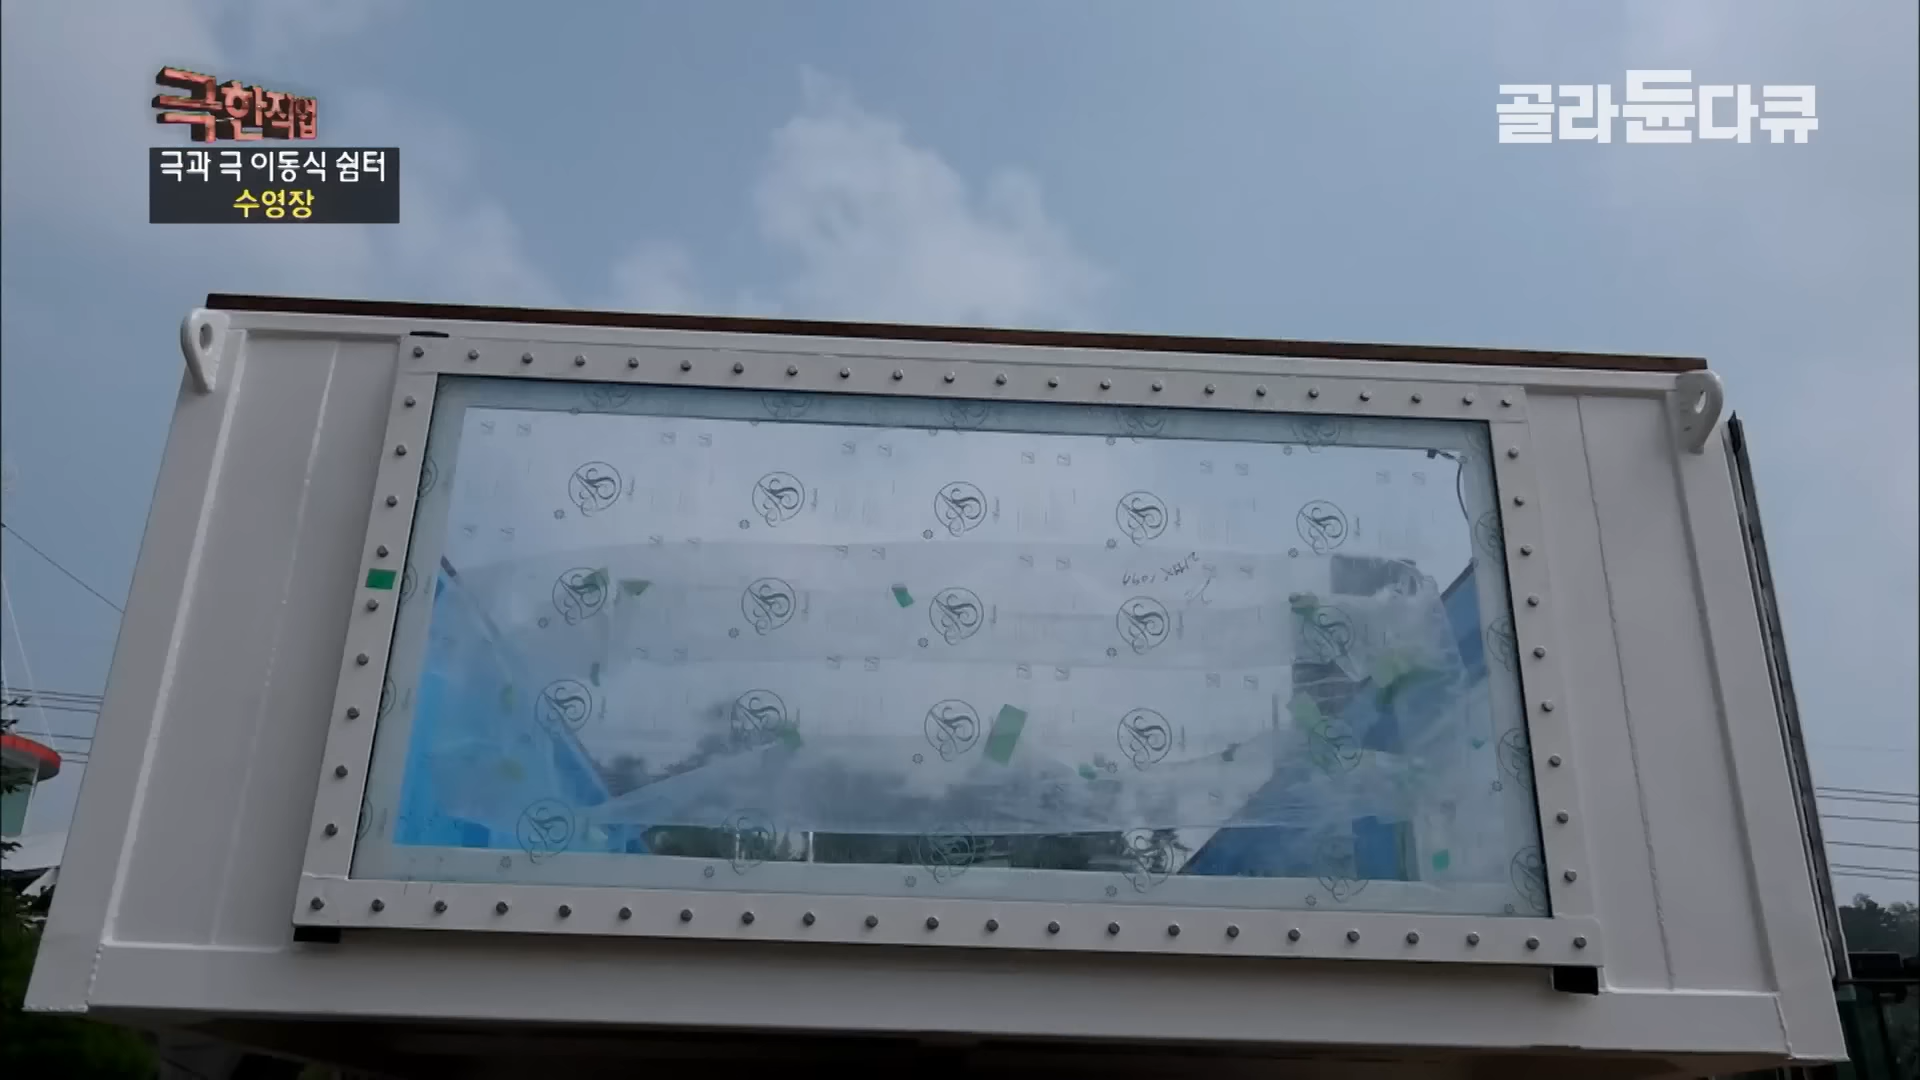 극한직업
극과 극 이동식 쉼터
수영장
골라듄다큐